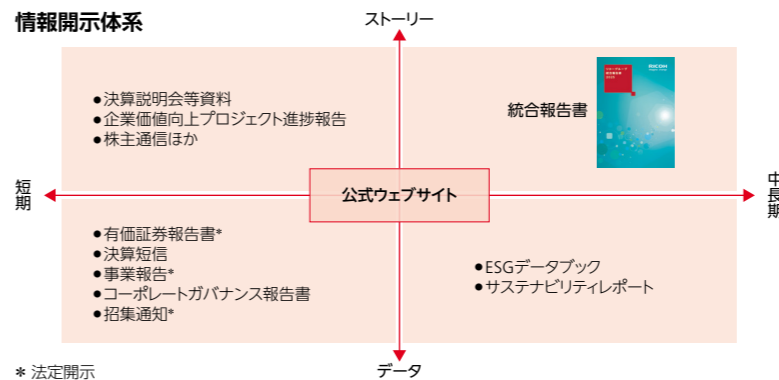 情報開示体系
ストーリー
●決算説明会等資料
●企業価値向上プロジェクト進捗報告
●株主通信ほか
統合報告書
RICOH
短期
公式ウェブサイト
中長期
●有価証券報告書*
●決算短信
●事業報告*
●コーポレートガバナンス報告書
●招集通知*
●ESGデータブック
●サステナビリティレポート
* 法定開示
データ